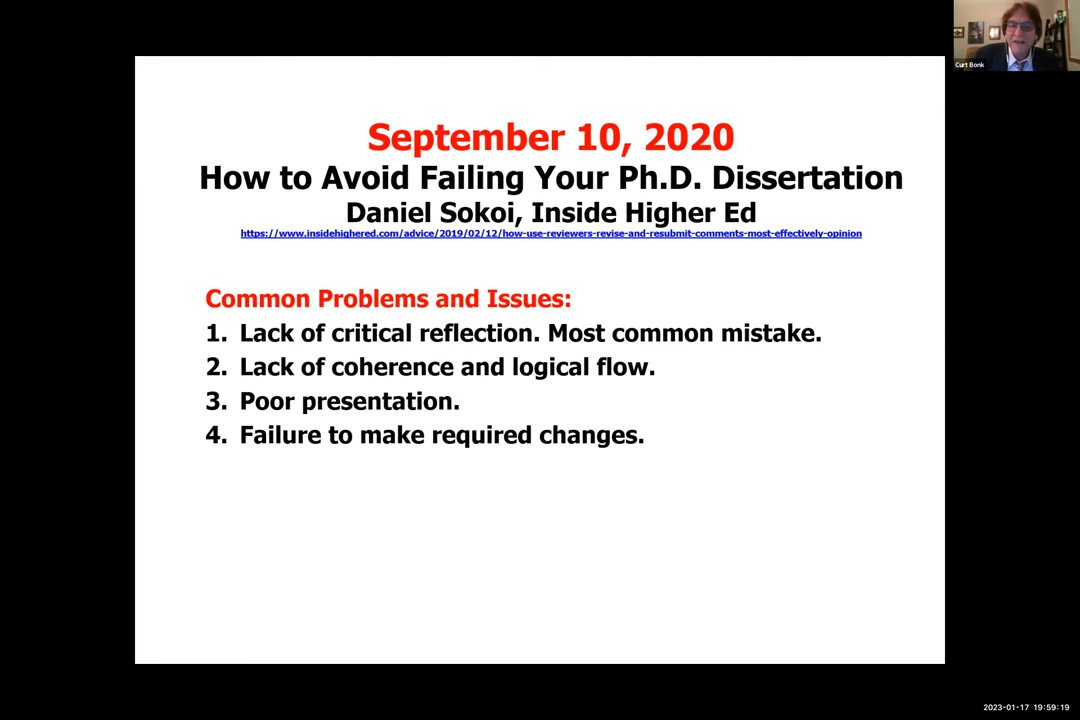 September 10, 2020
How to Avoid Failing Your Ph.D. Dissertation
Daniel Sokoi, Inside Higher Ed
https://www.insidehighered.com/advice/2019/02/12/how-use-reviewers-revise-and-resubmit-comments-most-effectively-opinion
Common Problems and Issues:
1. Lack of critical reflection. Most common mistake.
2. Lack of coherence and logical flow.
3. Poor presentation.
4. Failure to make required changes.
Curt Bonk
2023-01-17 19:59:19